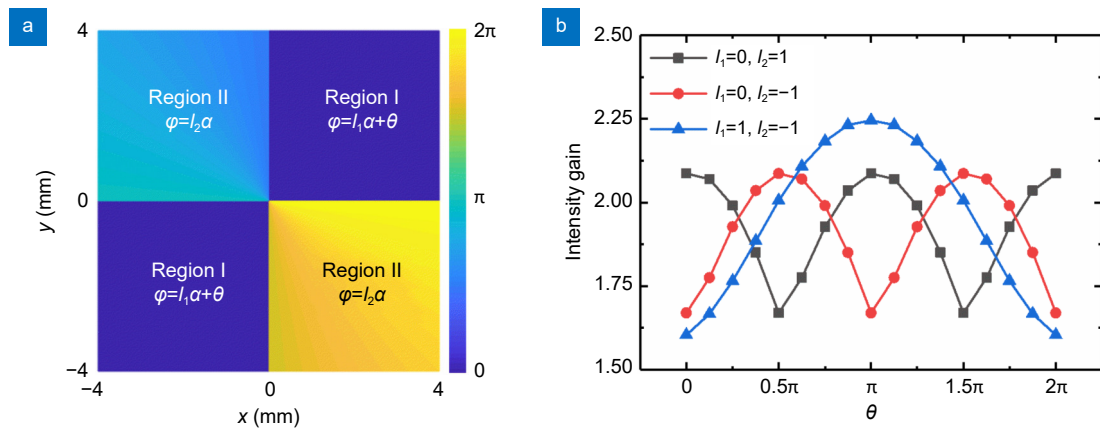 a
4
0
−4
y (mm)
Region II
φ=l₂α
Region I
φ=l₁α+θ
Region I
φ=l₁α+θ
Region II
φ=l₂α
−4
0
4
x (mm)
2π
π
0
b
2.50
2.25
2.00
1.75
1.50
Intensity gain
l₁=0, l₂=1
l₁=0, l₂=−1
l₁=1, l₂=−1
0
0.5π
π
1.5π
2π
θ